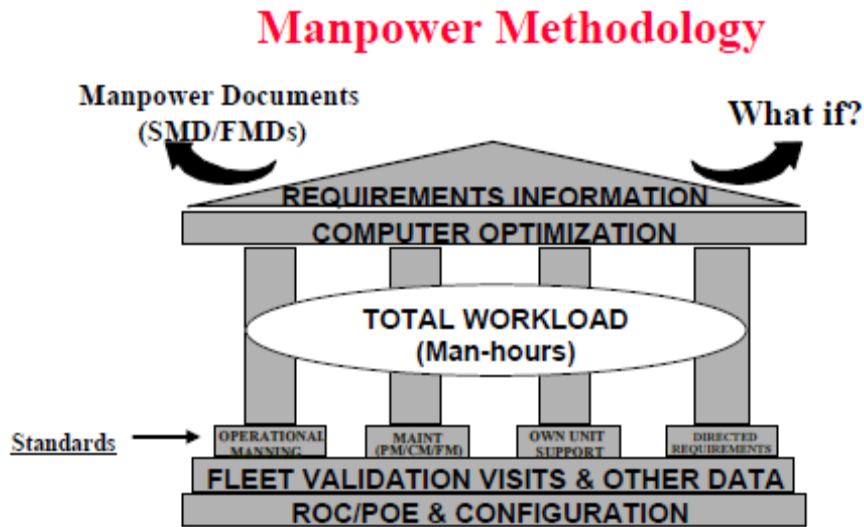 Manpower Methodology
Manpower Documents
(SMD/FMDs)
What if?
REQUIREMENTS INFORMATION
COMPUTER OPTIMIZATION
TOTAL WORKLOAD
(Man-hours)
Standards
OPERATIONAL
MANNING
MAINT
(PM/CM/FM)
OWN UNIT
SUPPORT
DIRECTED
REQUIREMENTS
FLEET VALIDATION VISITS & OTHER DATA
ROC/POE & CONFIGURATION